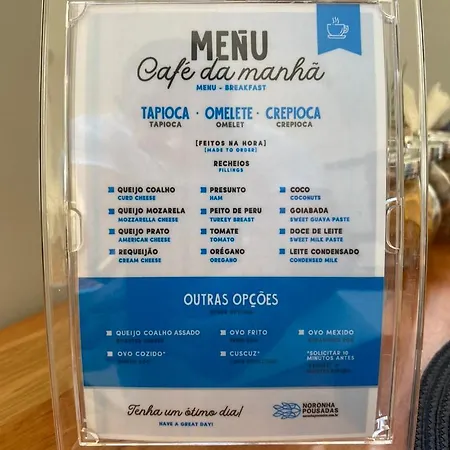 MEÑU
Café da manhã
MENU - BREAKFAST
TAPIOCA · OMELETE · CREPIOCA
TAPIOCA OMELET CREPIOCA
[FEITOS NA HORA]
[MADE TO ORDER]
RECHEIOS
FILLINGS
QUEIJO COALHO PRESUNTO COCO
CURD CHEESE HAM COCONUTS
QUEIJO MOZARELA PEITO DE PERU GOIABADA
MOZZARELLA CHEESE TURKEY BREAST SWEET GUAVA PASTE
QUEIJO PRATO TOMATE DOCE DE LEITE
AMERICAN CHEESE TOMATO SWEET MILK PASTE
REQUEIJÃO ORÉGANO LEITE CONDENSADO
CREAM CHEESE OREGANO CONDENSED MILK
OUTRAS OPÇÕES
QUEIJO COALHO ASSADO OVO FRITO OVO MEXIDO
OVO COZIDO* CUSCUZ* *SOLICITAR 10
MINUTOS ANTES
Tenha um ótimo dia!
HAVE A GREAT DAY!
NORONHA
POUSADAS